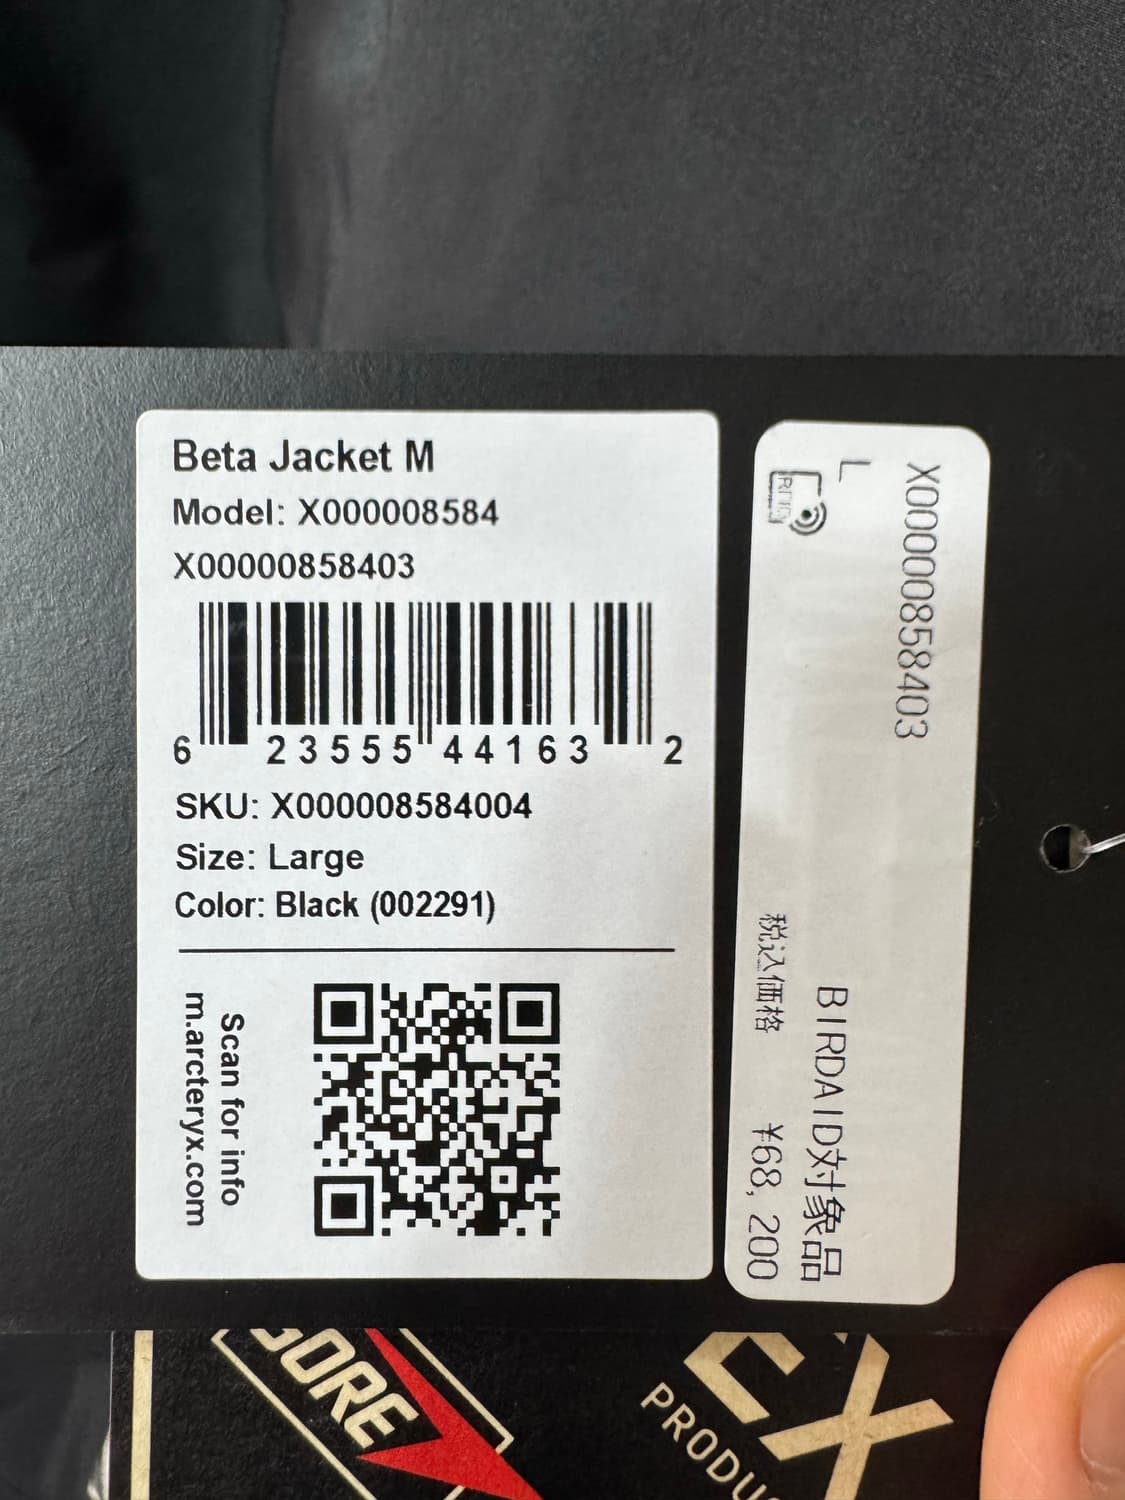 Beta Jacket M
Model: X000008584
X00000858403
6 23555 44163 2
SKU: X000008584004
Size: Large
Color: Black (002291)
Scan for info
m.arcteryx.com
X00000858403
L
BIRDAID対象品
税込価格 ¥68,200
GORE
PRODU